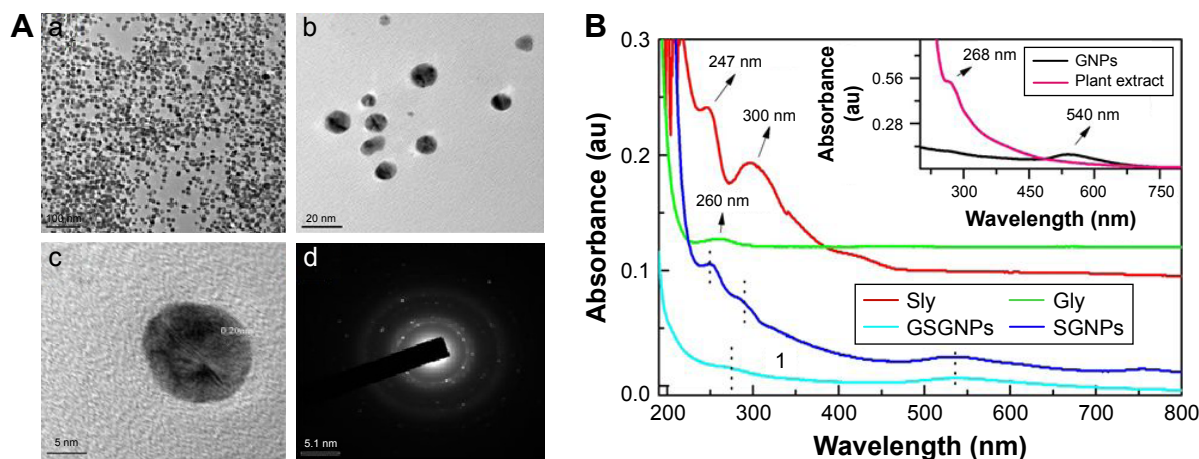 A
a
100 nm
b
20 nm
c
0.20nm
5 nm
d
5.1 nm
B
Absorbance (au)
0.3
0.2
0.1
0.0
247 nm
300 nm
260 nm
1
Sly
Gly
GSGNPs
SGNPs
200 300 400 500 600 700 800
Wavelength (nm)
Absorbance
(au)
0.56
0.28
268 nm
540 nm
GNPs
Plant extract
300 450 600 750
Wavelength (nm)